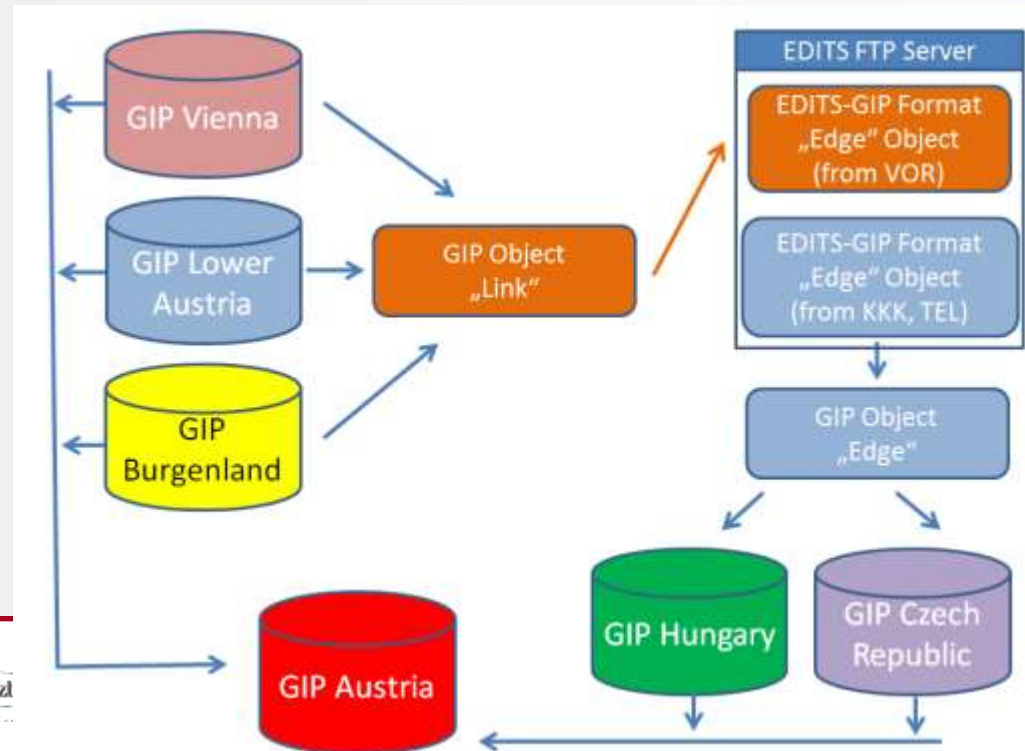 GIP Vienna
GIP Lower
Austria
GIP
Burgenland
GIP Object
„Link“
EDITS FTP Server
EDITS-GIP Format
„Edge“ Object
(from VOR)
EDITS-GIP Format
„Edge“ Object
(from KKK, TEL)
GIP Object
„Edge“
GIP Hungary
GIP Czech
Republic
GIP Austria